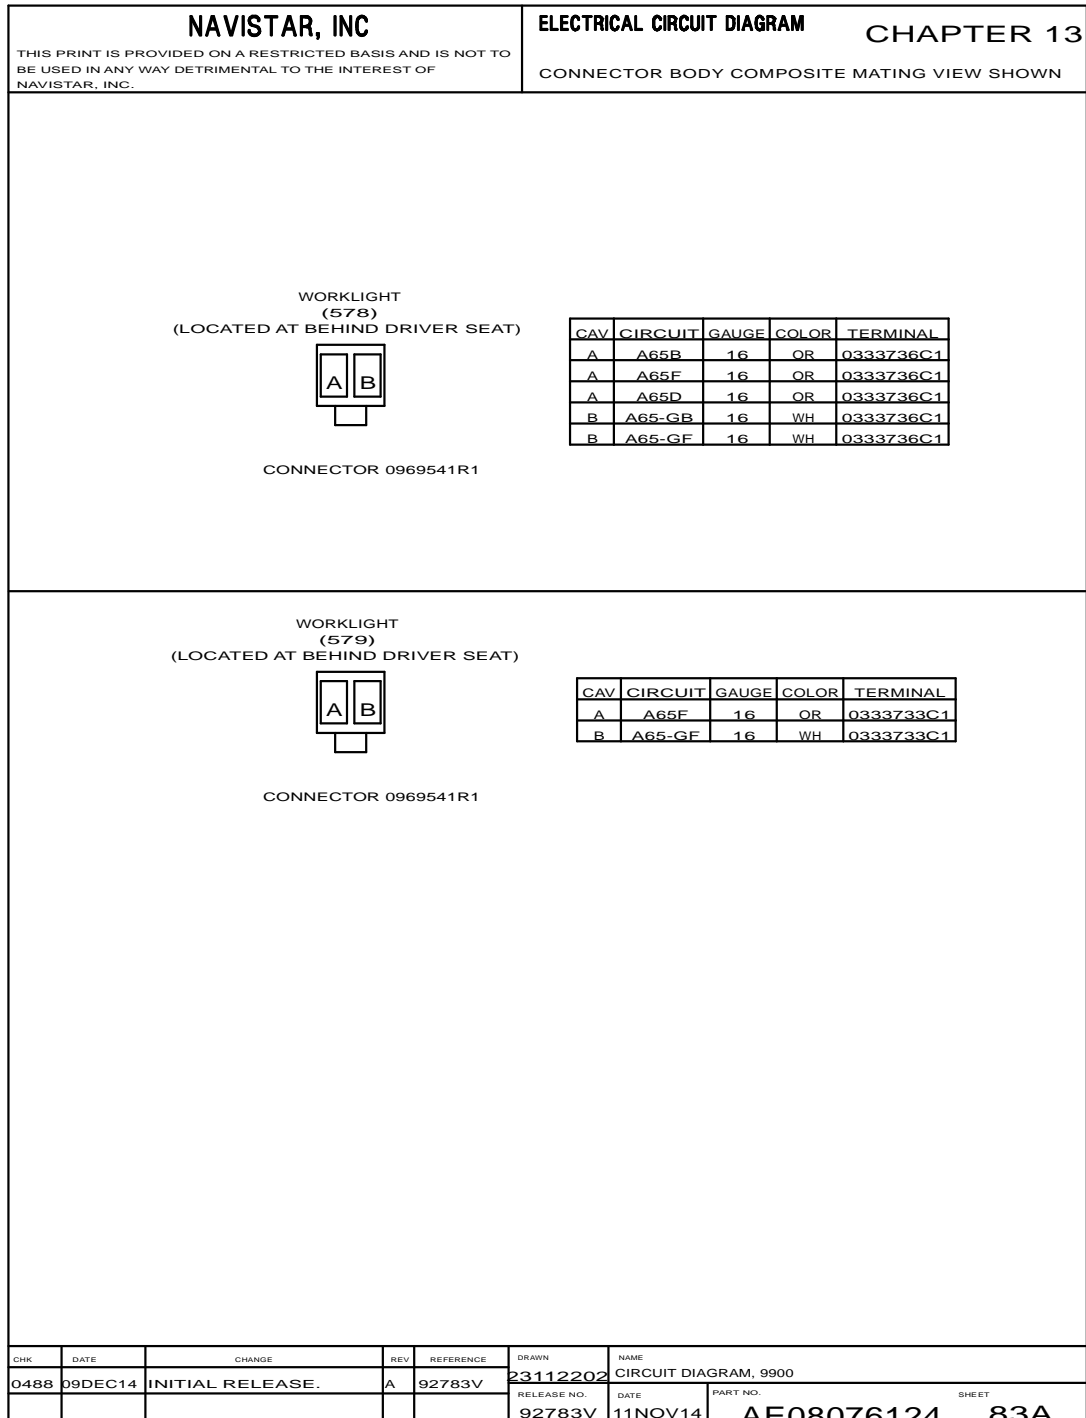 NAVISTAR, INC
THIS PRINT IS PROVIDED ON A RESTRICTED BASIS AND IS NOT TO
BE USED IN ANY WAY DETRIMENTAL TO THE INTEREST OF
NAVISTAR, INC.
ELECTRICAL CIRCUIT DIAGRAM
CHAPTER 13
CONNECTOR BODY COMPOSITE MATING VIEW SHOWN
WORKLIGHT
(578)
(LOCATED AT BEHIND DRIVER SEAT)
A B
CONNECTOR 0969541R1
CAV CIRCUIT GAUGE COLOR TERMINAL
A A65B 16 OR 0333736C1
A A65F 16 OR 0333736C1
A A65D 16 OR 0333736C1
B A65-GB 16 WH 0333736C1
B A65-GF 16 WH 0333736C1
WORKLIGHT
(579)
(LOCATED AT BEHIND DRIVER SEAT)
A B
CONNECTOR 0969541R1
CAV CIRCUIT GAUGE COLOR TERMINAL
A A65F 16 OR 0333733C1
B A65-GF 16 WH 0333733C1
CHK DATE CHANGE REV REFERENCE
0488 09DEC14 INITIAL RELEASE. A 92783V
DRAWN
23112202
NAME
CIRCUIT DIAGRAM, 9900
RELEASE NO. DATE PART NO. SHEET
92783V 11NOV14 AE08076124 83A